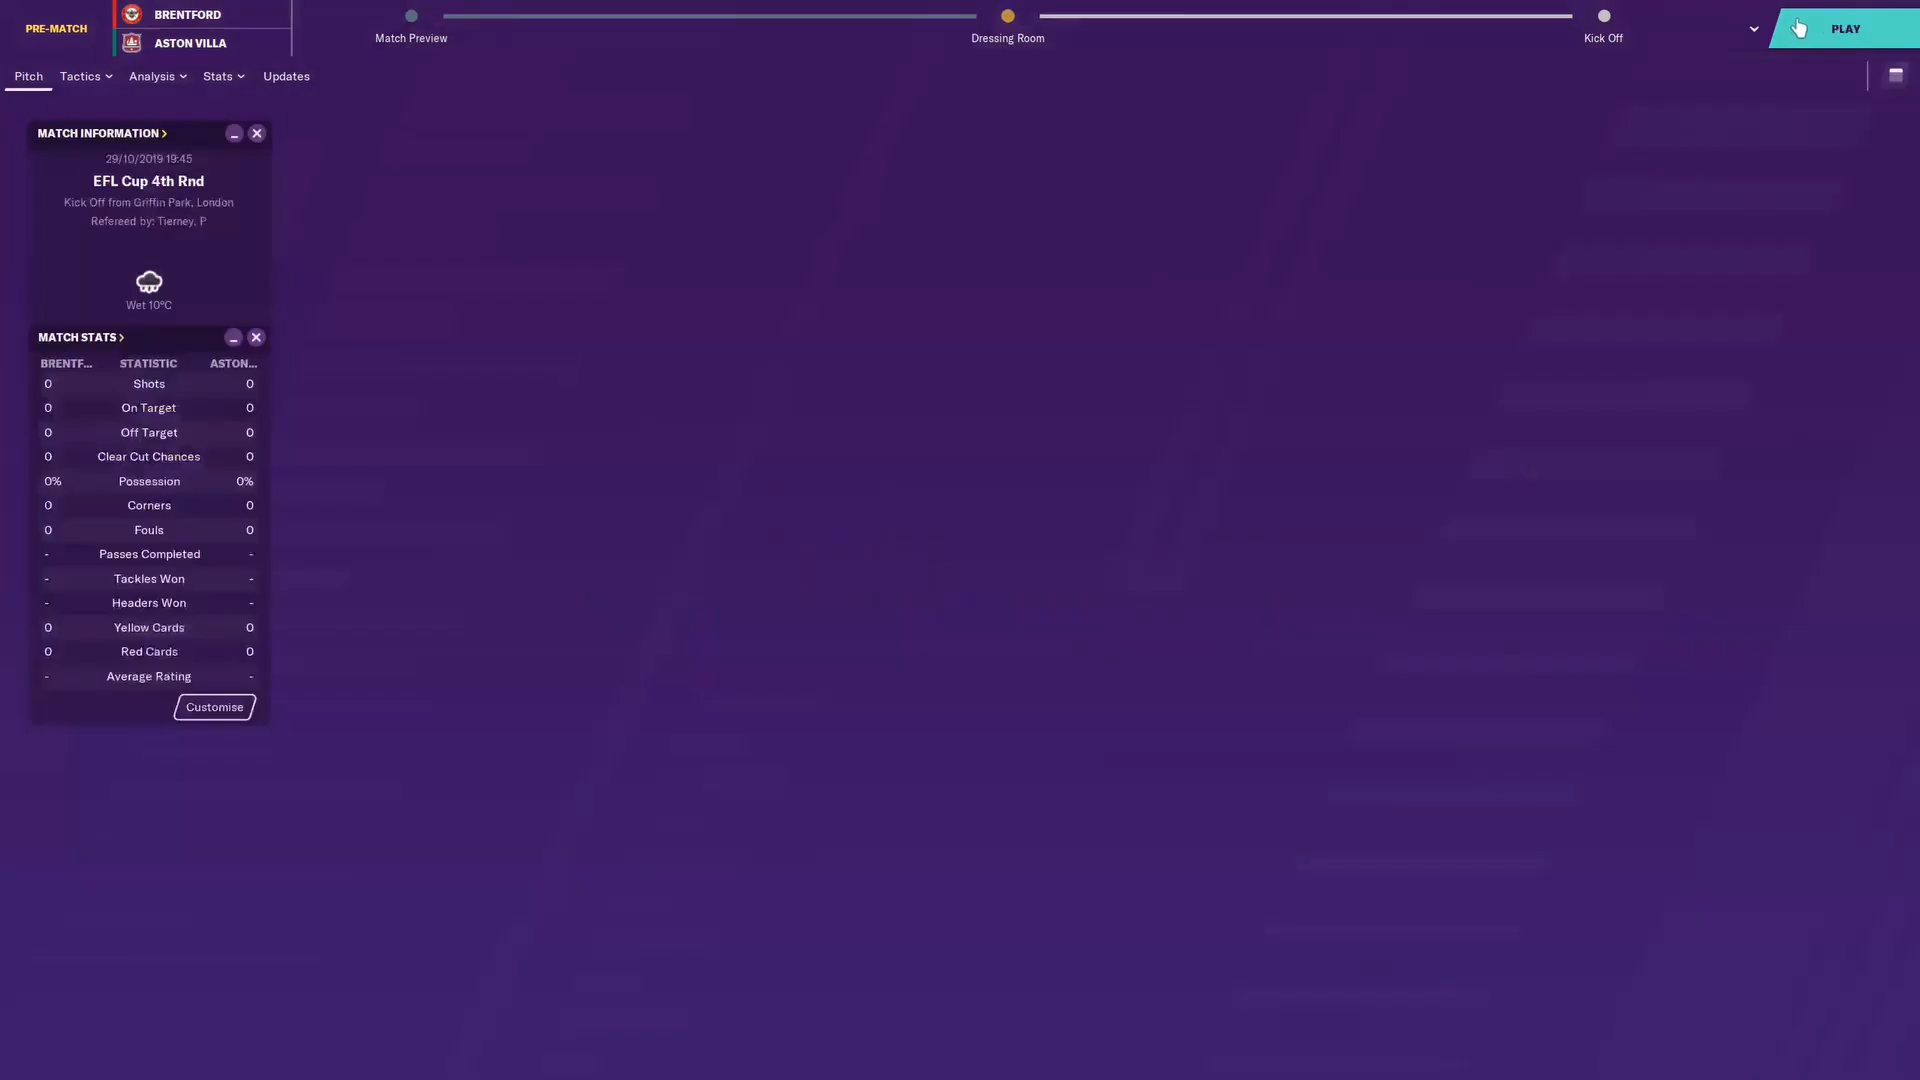 PRE-MATCH
BRENTFORD
ASTON VILLA
Match Preview
Dressing Room
Kick Off
PLAY
Pitch
Tactics
Analysis
Stats
Updates
MATCH INFORMATION
29/10/2019 19:45
EFL Cup 4th Rnd
Kick Off from Griffin Park, London
Refereed by: Tierney, P
Wet 10°C
MATCH STATS
BRENTF... STATISTIC ASTON...
0 Shots 0
0 On Target 0
0 Off Target 0
0 Clear Cut Chances 0
0% Possession 0%
0 Corners 0
0 Fouls 0
- Passes Completed -
- Tackles Won -
- Headers Won -
0 Yellow Cards 0
0 Red Cards 0
- Average Rating -
Customise